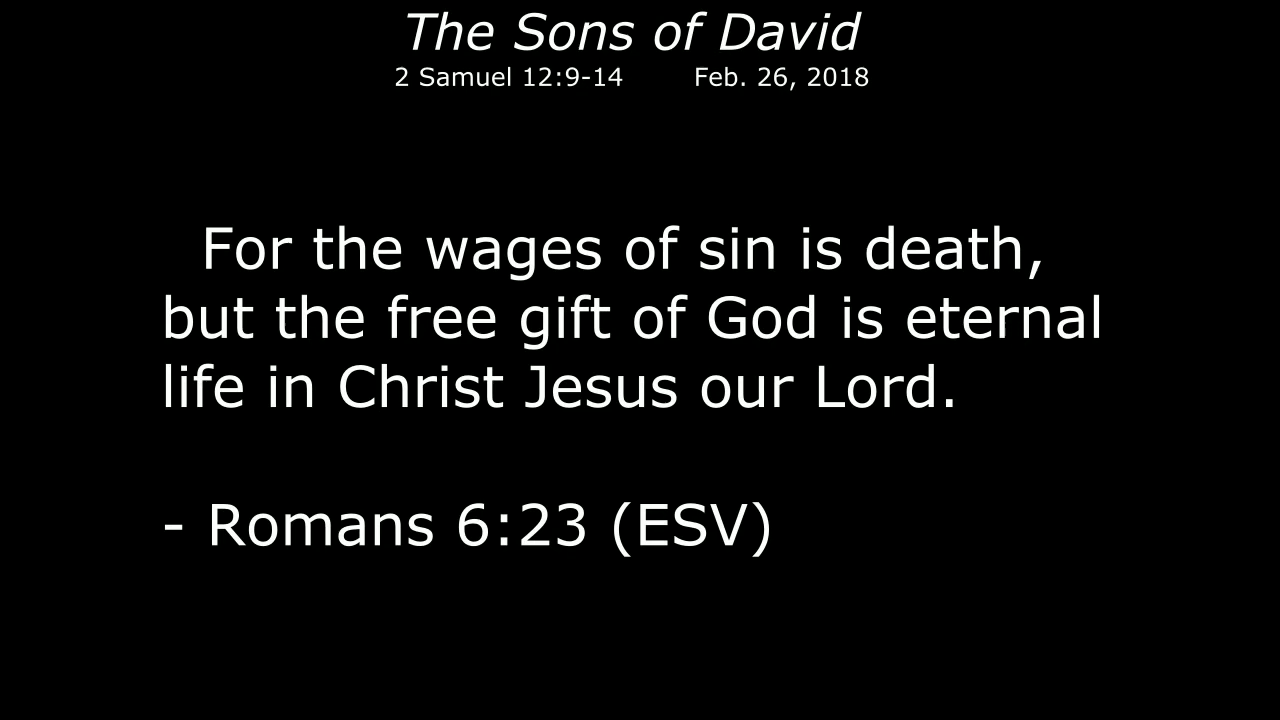 The Sons of David
2 Samuel 12:9-14 Feb. 26, 2018
For the wages of sin is death,
but the free gift of God is eternal
life in Christ Jesus our Lord.
- Romans 6:23 (ESV)